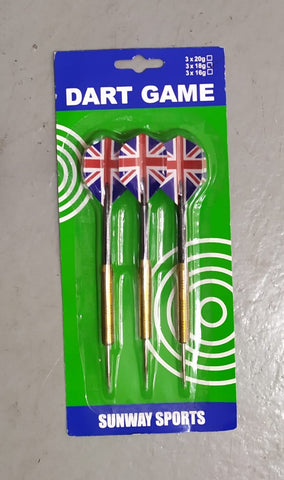 3 x 20g
3 x 18g
3 x 16g
DART GAME
SUNWAY SPORTS